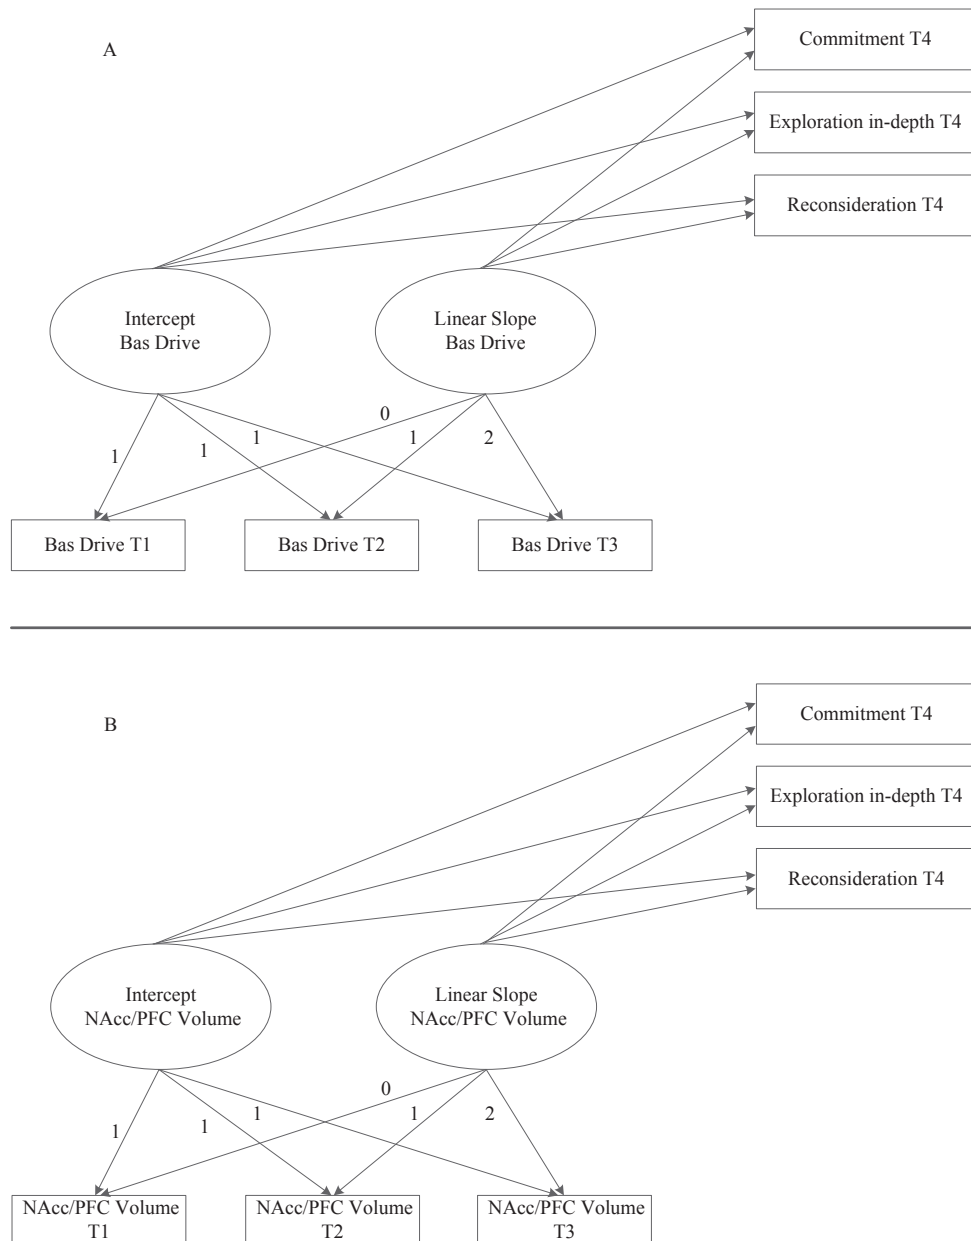 A
Commitment T4
Exploration in-depth T4
Reconsideration T4
Intercept
Bas Drive
Linear Slope
Bas Drive
1
1
1
0
1
2
Bas Drive T1
Bas Drive T2
Bas Drive T3
B
Commitment T4
Exploration in-depth T4
Reconsideration T4
Intercept
NAcc/PFC Volume
Linear Slope
NAcc/PFC Volume
1
1
1
0
1
2
NAcc/PFC Volume
T1
NAcc/PFC Volume
T2
NAcc/PFC Volume
T3